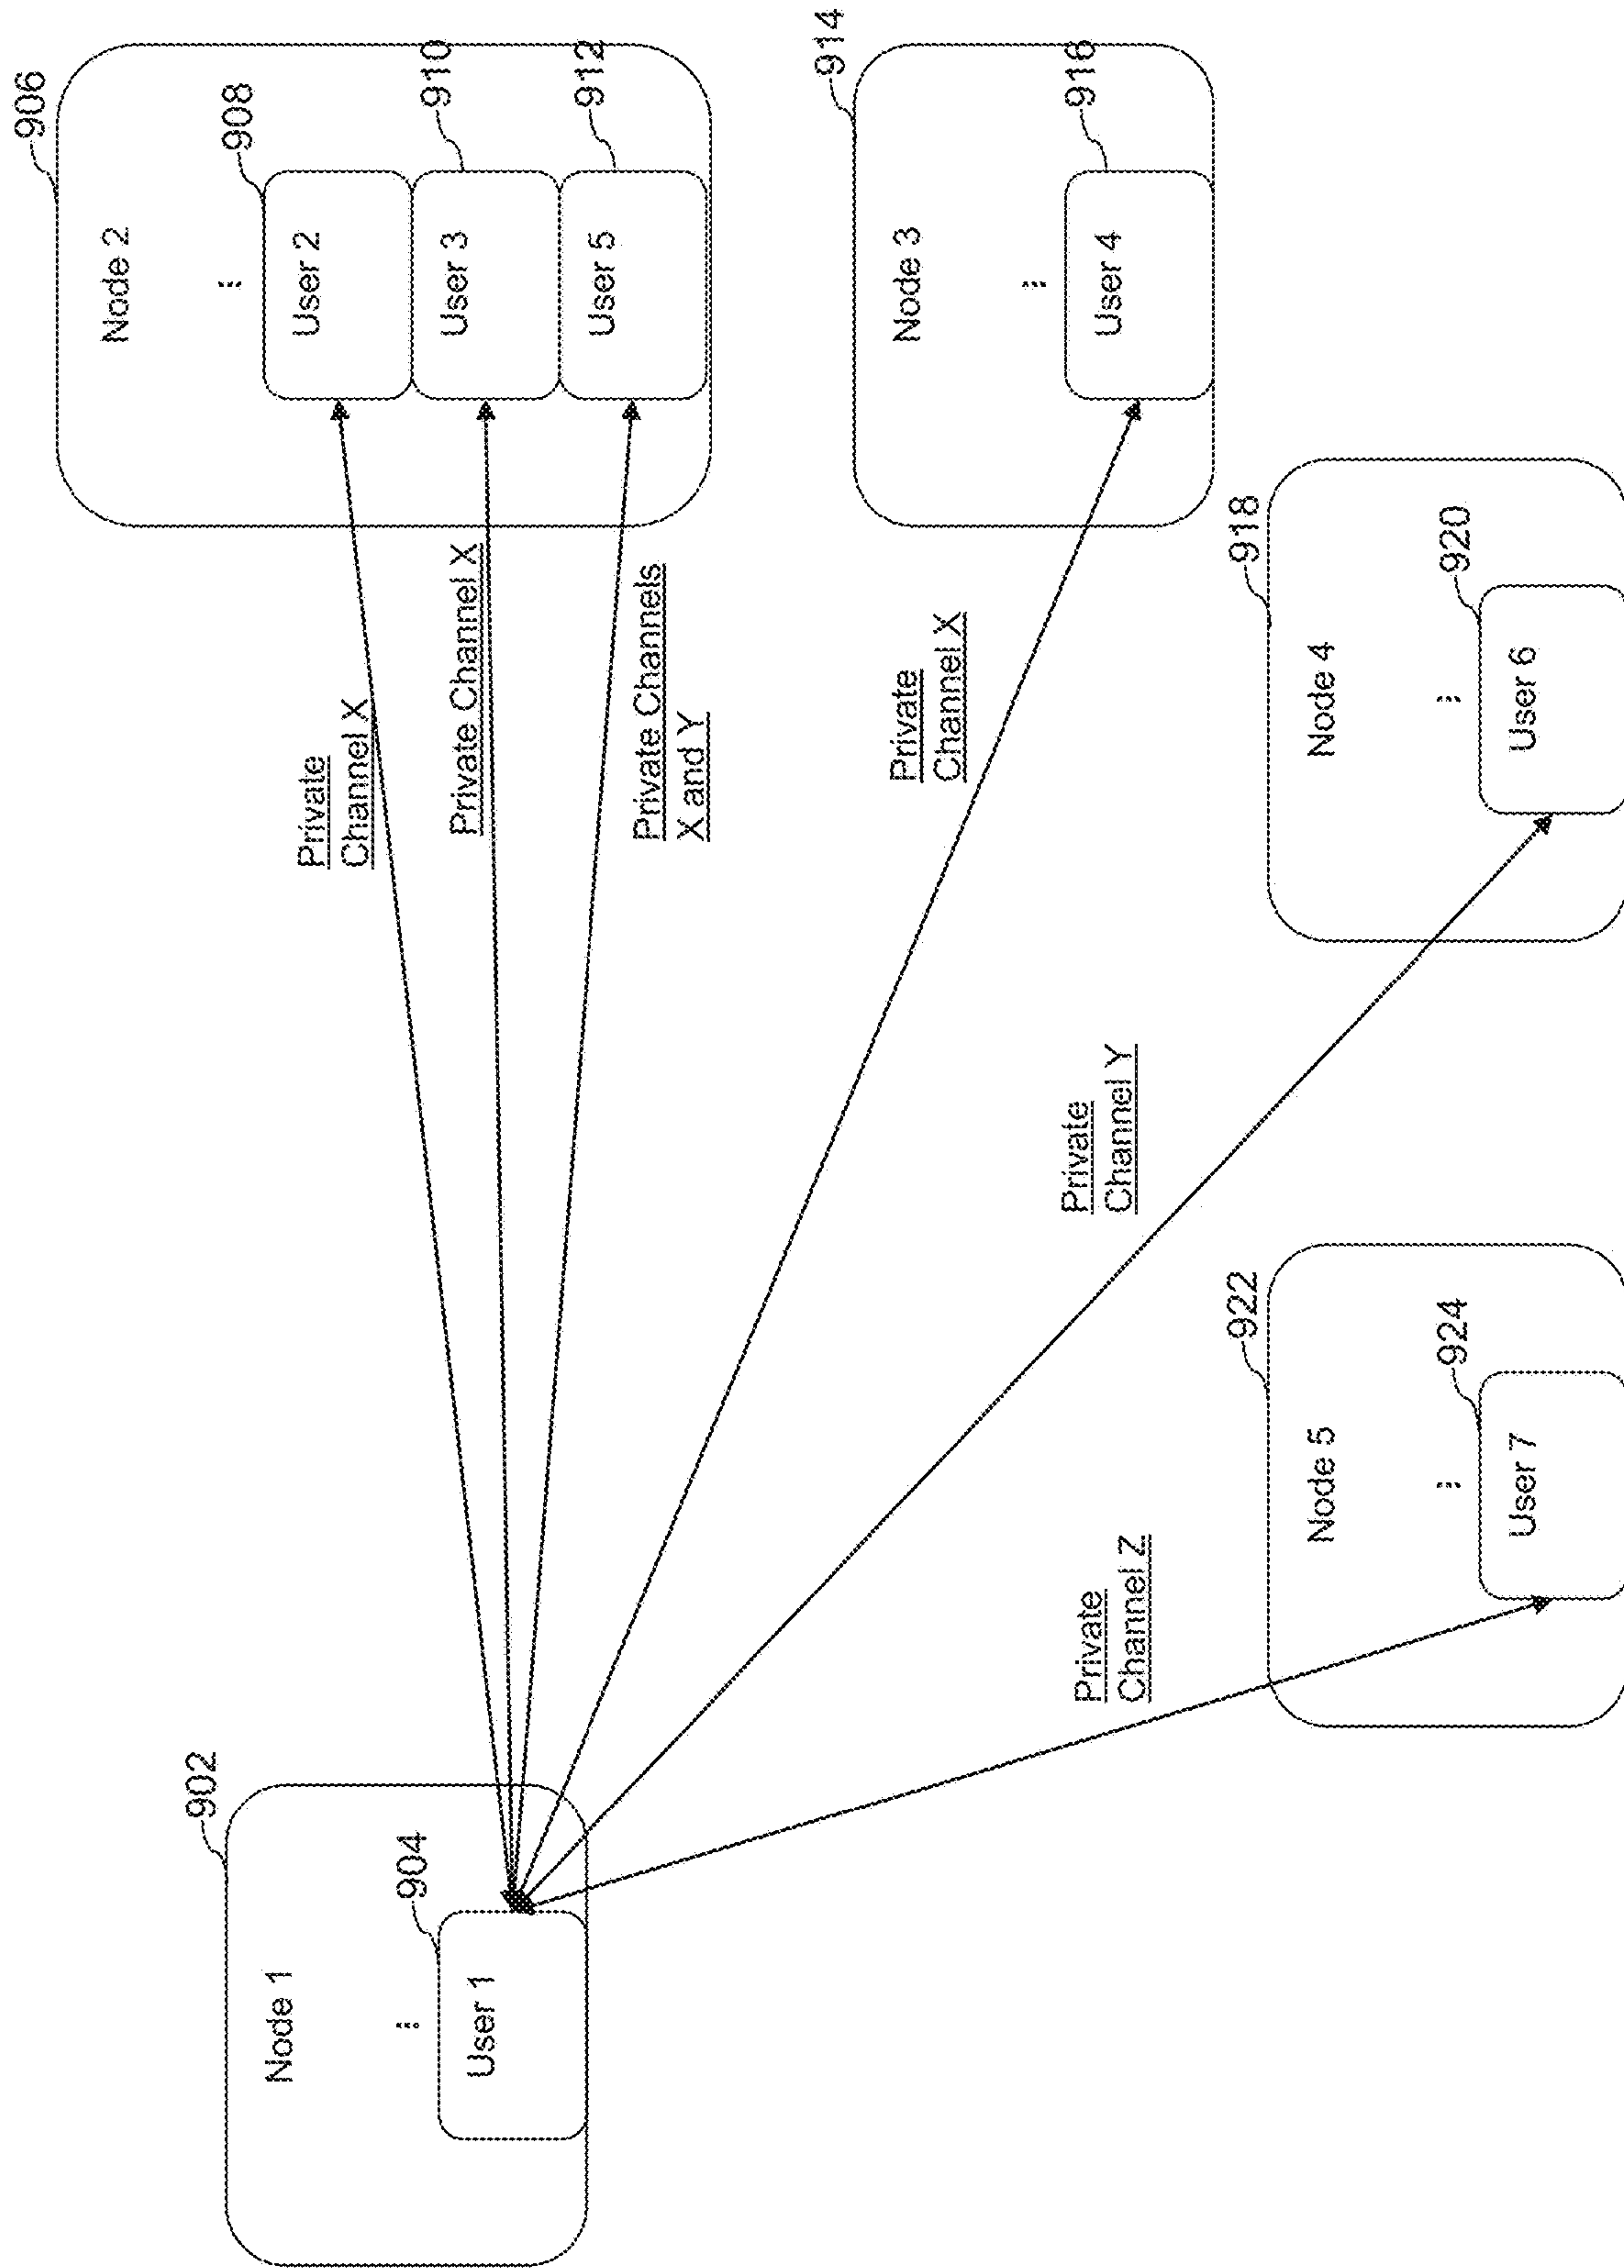 902
Node 1
904
User 1
906
Node 2
908
User 2
910
User 3
912
User 5
Private
Channel X
Private Channel X
Private Channels
X and Y
914
Node 3
916
User 4
Private
Channel X
918
Node 4
920
User 6
Private
Channel Y
922
Node 5
924
User 7
Private
Channel Z